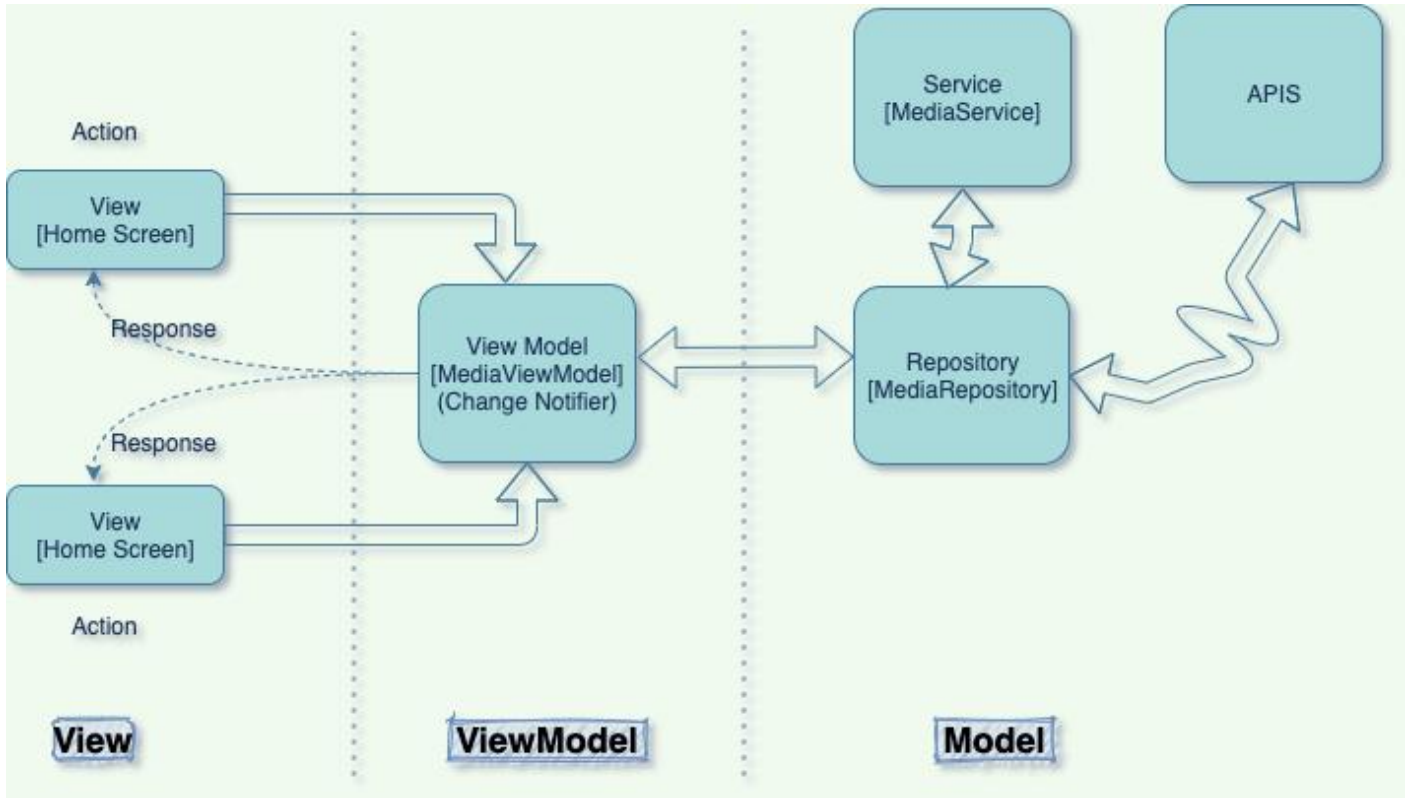 Action
View
[Home Screen]
Response
Response
View
[Home Screen]
Action
View
View Model
[MediaViewModel]
(Change Notifier)
ViewModel
Service
[MediaService]
APIS
Repository
[MediaRepository]
Model